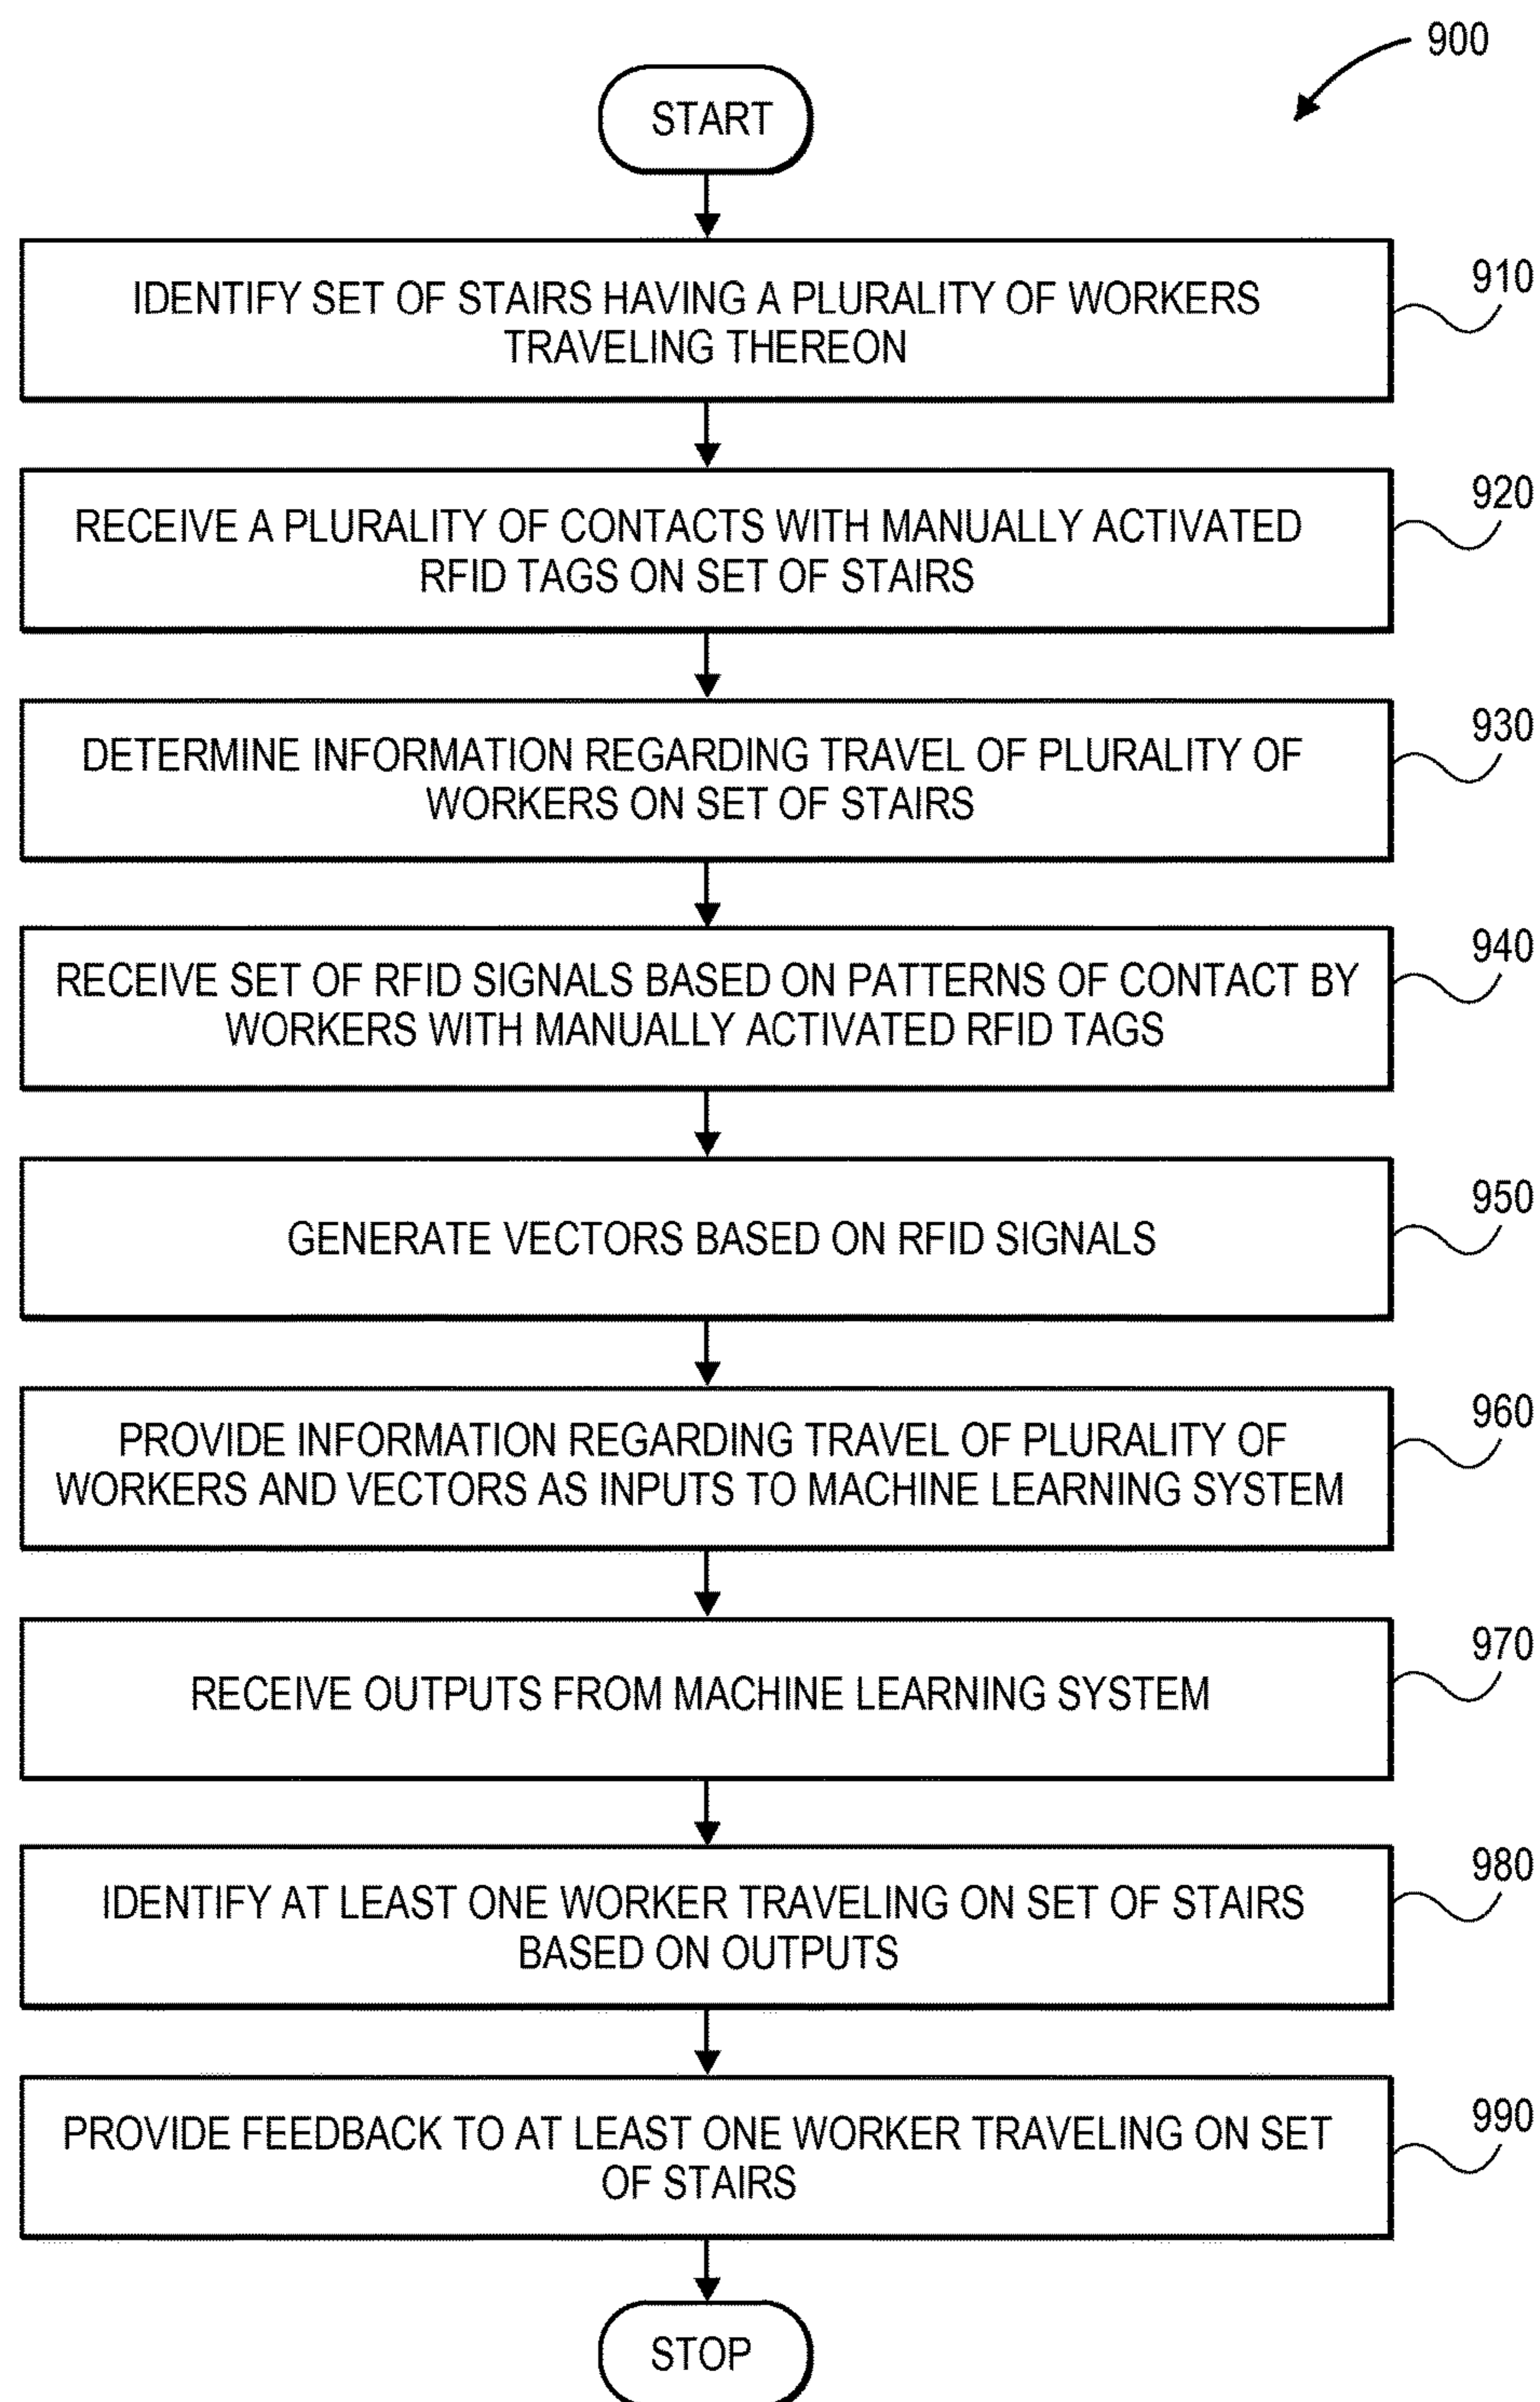 900
START
IDENTIFY SET OF STAIRS HAVING A PLURALITY OF WORKERS
TRAVELING THEREON
910
RECEIVE A PLURALITY OF CONTACTS WITH MANUALLY ACTIVATED
RFID TAGS ON SET OF STAIRS
920
DETERMINE INFORMATION REGARDING TRAVEL OF PLURALITY OF
WORKERS ON SET OF STAIRS
930
RECEIVE SET OF RFID SIGNALS BASED ON PATTERNS OF CONTACT BY
WORKERS WITH MANUALLY ACTIVATED RFID TAGS
940
GENERATE VECTORS BASED ON RFID SIGNALS
950
PROVIDE INFORMATION REGARDING TRAVEL OF PLURALITY OF
WORKERS AND VECTORS AS INPUTS TO MACHINE LEARNING SYSTEM
960
RECEIVE OUTPUTS FROM MACHINE LEARNING SYSTEM
970
IDENTIFY AT LEAST ONE WORKER TRAVELING ON SET OF STAIRS
BASED ON OUTPUTS
980
PROVIDE FEEDBACK TO AT LEAST ONE WORKER TRAVELING ON SET
OF STAIRS
990
STOP